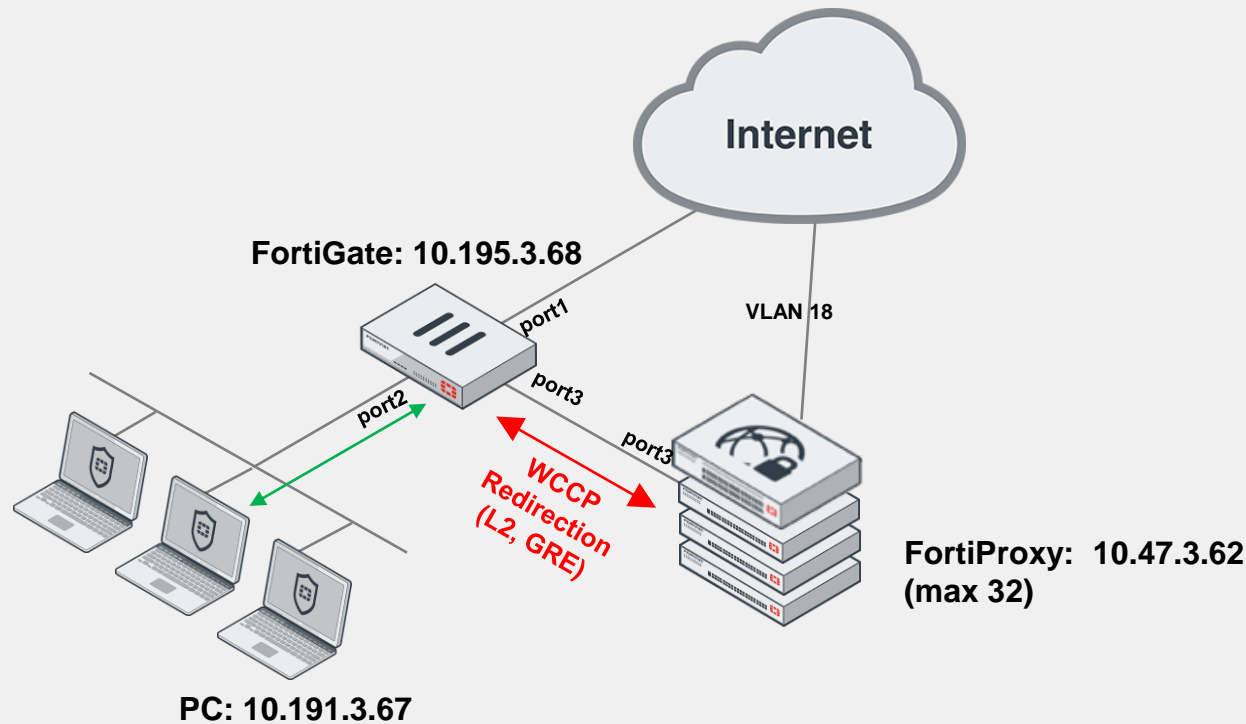 Internet
FortiGate: 10.195.3.68
port1
VLAN 18
port3
port2
port3
WCCP
Redirection
(L2, GRE)
FortiProxy: 10.47.3.62
(max 32)
PC: 10.191.3.67